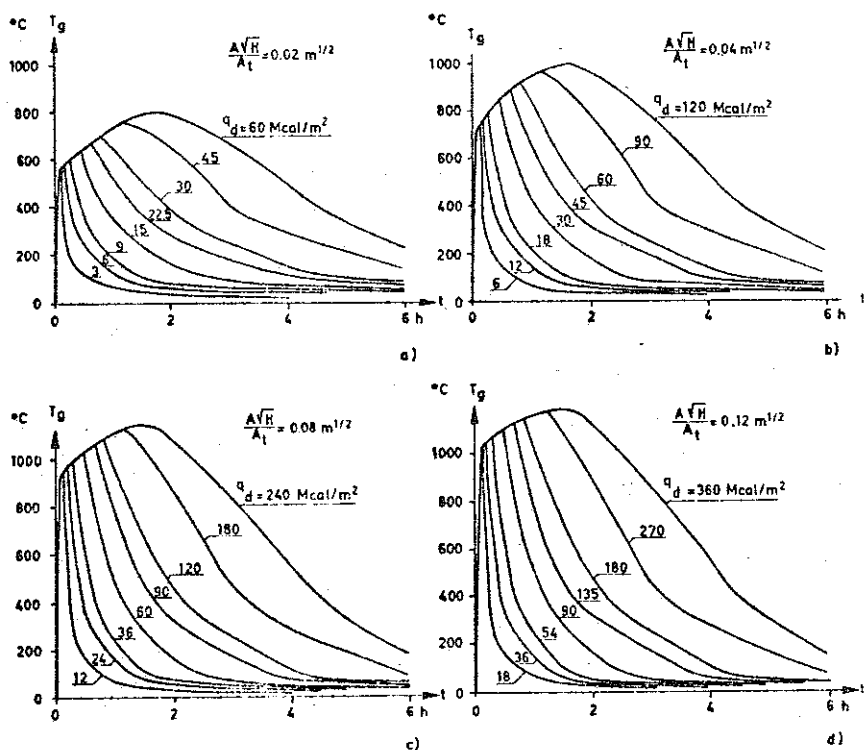 °C Tg
A√H/At = 0.02 m1/2
1000
800
qd=60 Mcal/m2
600
45
400
30
22.5
15
200
9
6
3
0
t
0 2 4 6 h
a)
°C Tg
A√H/At = 0.04 m1/2
1000
qd=120 Mcal/m2
800
90
600
60
45
400
30
18
200
12
6
0
t
0 2 4 6 h
b)
°C Tg
A√H/At = 0.08 m1/2
1000
qd=240 Mcal/m2
800
180
600
120
90
400
60
36
200
24
12
0
t
0 2 4 6 h
c)
°C Tg
A√H/At = 0.12 m1/2
1000
qd=360 Mcal/m2
800
270
600
180
135
400
90
54
200
36
18
0
t
0 2 4 6 h
d)